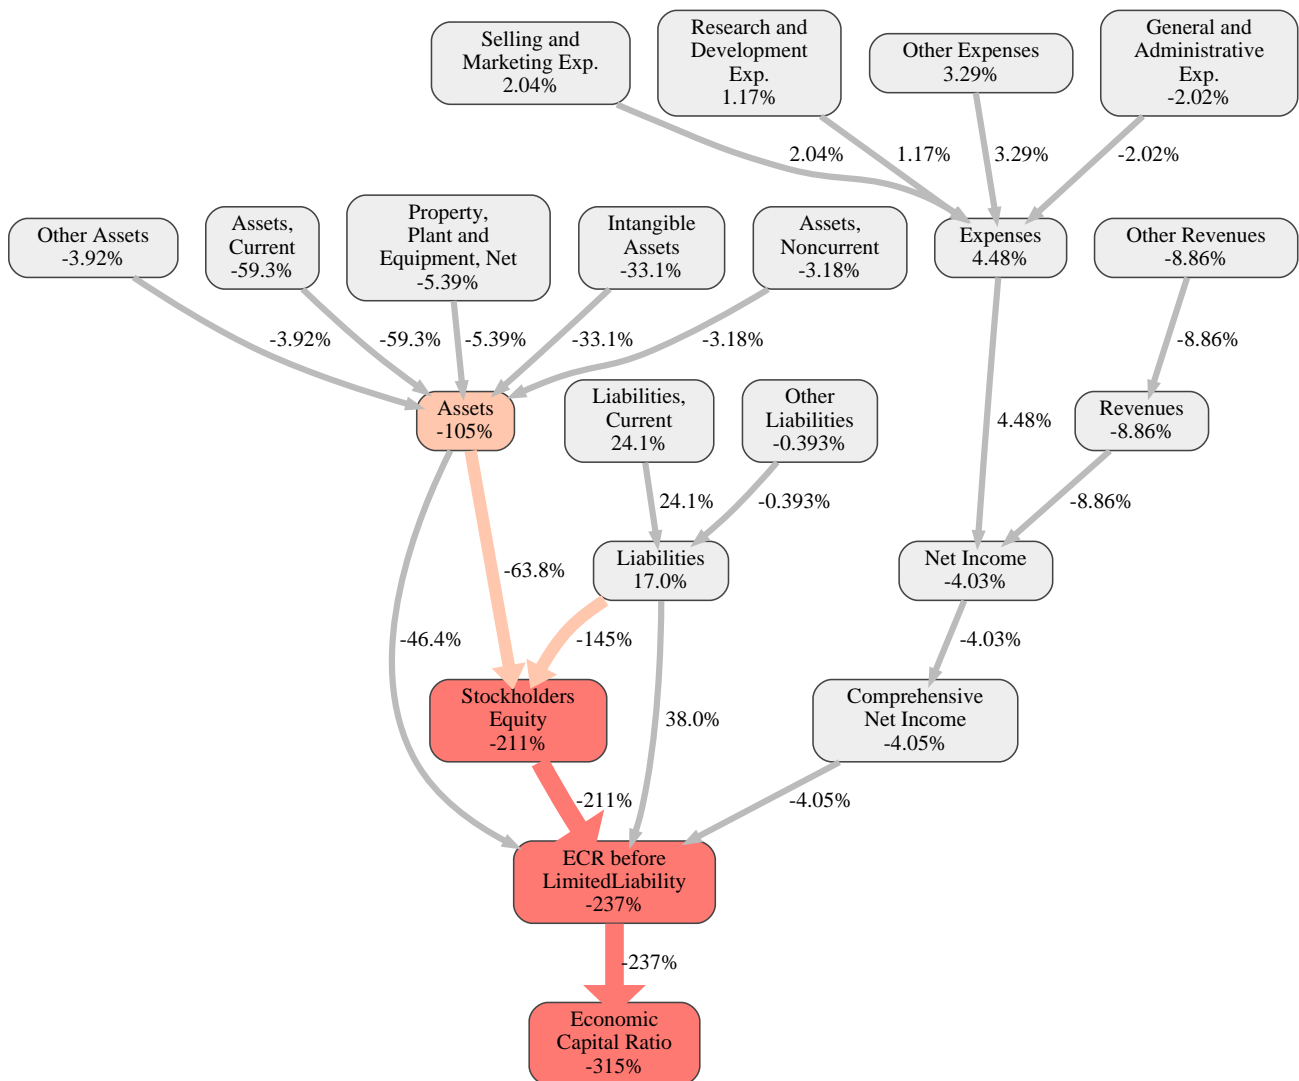 Selling and
Marketing Exp.
2.04%
Research and
Development
Exp.
1.17%
Other Expenses
3.29%
General and
Administrative
Exp.
-2.02%
2.04%
1.17%
3.29%
-2.02%
Other Assets
-3.92%
Assets,
Current
-59.3%
Property,
Plant and
Equipment, Net
-5.39%
Intangible
Assets
-33.1%
Assets,
Noncurrent
-3.18%
Expenses
4.48%
Other Revenues
-8.86%
-3.92%
-59.3%
-5.39%
-33.1%
-3.18%
-8.86%
Assets
-105%
Liabilities,
Current
24.1%
Other
Liabilities
-0.393%
4.48%
Revenues
-8.86%
24.1%
-0.393%
-8.86%
-63.8%
Liabilities
17.0%
Net Income
-4.03%
-46.4%
-145%
-4.03%
Stockholders
Equity
-211%
38.0%
Comprehensive
Net Income
-4.05%
-211%
-4.05%
ECR before
LimitedLiability
-237%
-237%
Economic
Capital Ratio
-315%